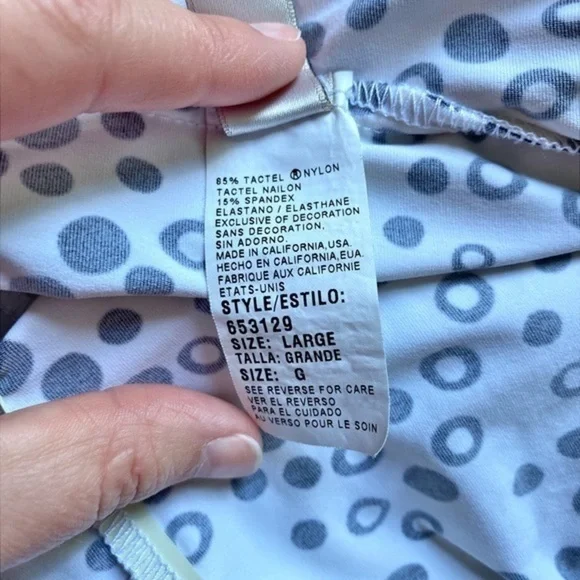 85% TACTEL ® NYLON
TACTEL NAILON
15% SPANDEX
ELASTANO / ELASTHANE
EXCLUSIVE OF DECORATION
SANS DECORATION.
SIN ADORNO.
MADE IN CALIFORNIA,USA.
HECHO EN CALIFORNIA,EUA.
FABRIQUE AUX CALIFORNIE
ETATS-UNIS
STYLE/ESTILO:
653129
SIZE: LARGE
TALLA: GRANDE
SIZE: G
SEE REVERSE FOR CARE
VER EL REVERSO
PARA EL CUIDADO
AU VERSO POUR LE SOIN